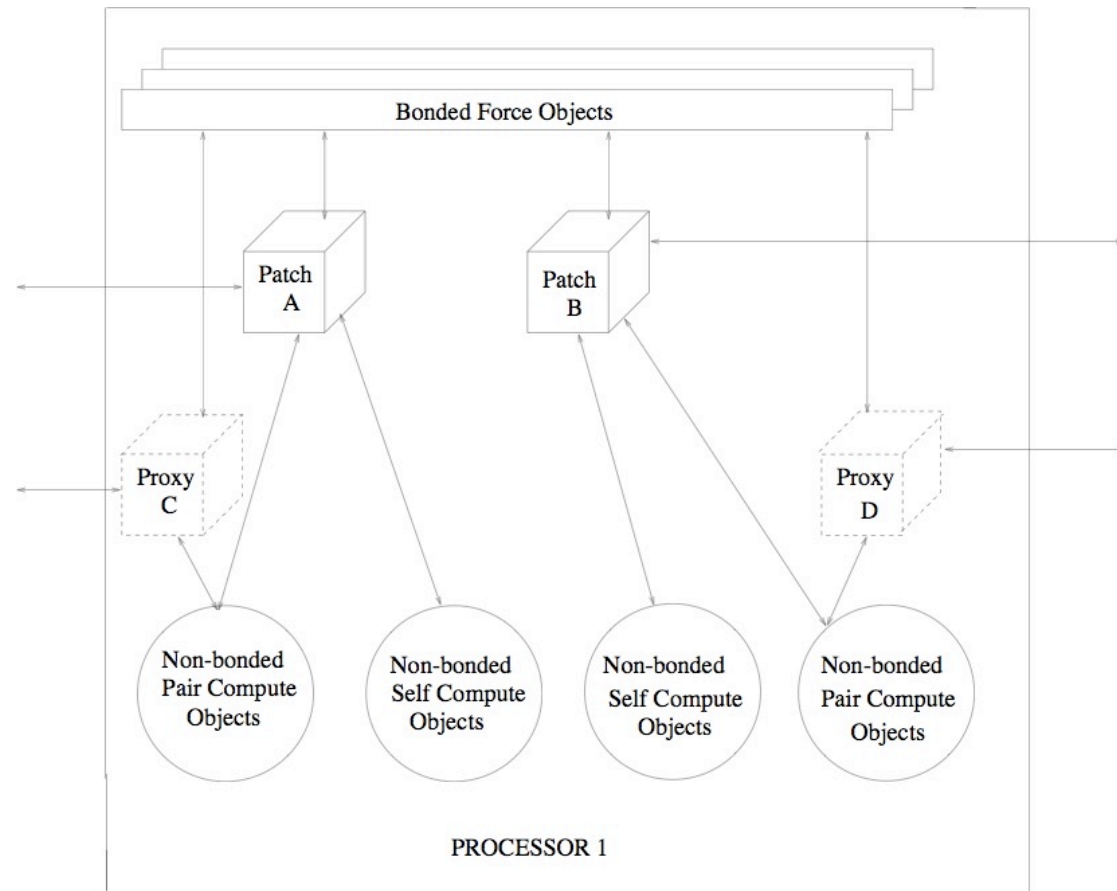 Bonded Force Objects
Patch
A
Patch
B
Proxy
C
Proxy
D
Non-bonded
Pair Compute
Objects
Non-bonded
Self Compute
Objects
Non-bonded
Self Compute
Objects
Non-bonded
Pair Compute
Objects
PROCESSOR 1